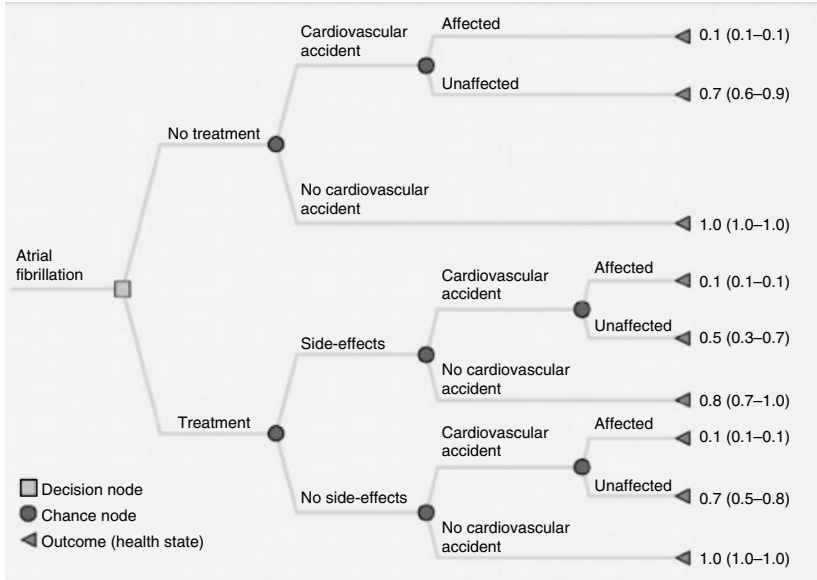 Cardiovascular
accident
Affected
0.1 (0.1–0.1)
Unaffected
0.7 (0.6–0.9)
No treatment
No cardiovascular
accident
1.0 (1.0–1.0)
Atrial
fibrillation
Cardiovascular
accident
Affected
0.1 (0.1–0.1)
Unaffected
0.5 (0.3–0.7)
Side-effects
No cardiovascular
accident
0.8 (0.7–1.0)
Treatment
Cardiovascular
accident
Affected
0.1 (0.1–0.1)
Unaffected
0.7 (0.5–0.8)
No side-effects
No cardiovascular
accident
1.0 (1.0–1.0)
Decision node
Chance node
Outcome (health state)